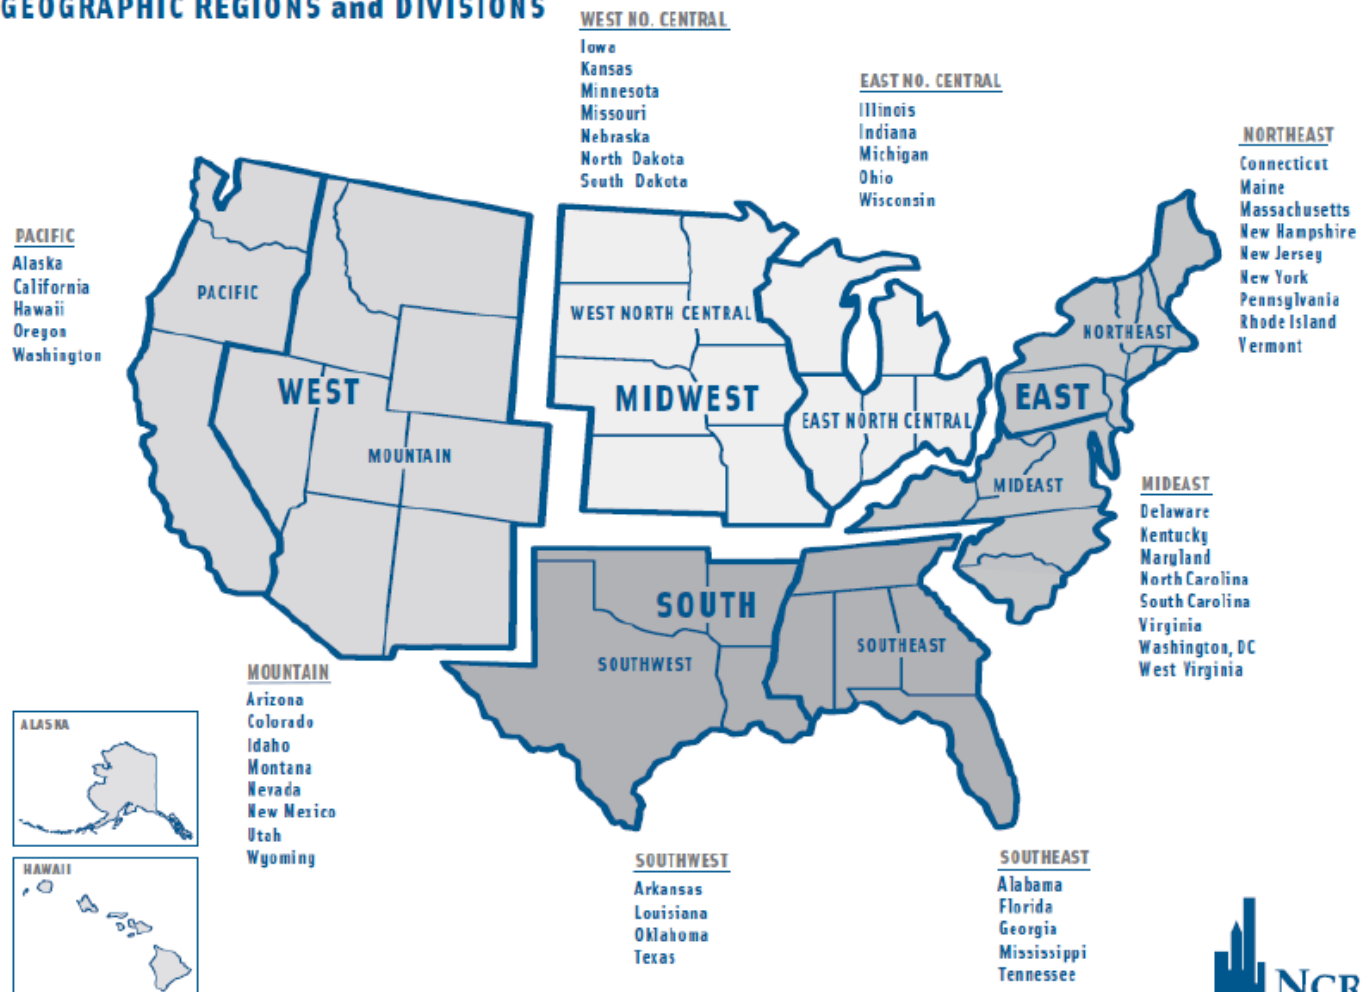 GEOGRAPHIC REGIONS and DIVISIONS
WEST NO. CENTRAL
Iowa
Kansas
Minnesota
Missouri
Nebraska
North Dakota
South Dakota
EAST NO. CENTRAL
Illinois
Indiana
Michigan
Ohio
Wisconsin
NORTHEAST
Connecticut
Maine
Massachusetts
New Hampshire
New Jersey
New York
Pennsylvania
Rhode Island
Vermont
PACIFIC
Alaska
California
Hawaii
Oregon
Washington
PACIFIC
WEST
MOUNTAIN
WEST NORTH CENTRAL
MIDWEST
EAST NORTH CENTRAL
NORTHEAST
EAST
MIDEAST
SOUTH
SOUTHWEST
SOUTHEAST
MIDEAST
Delaware
Kentucky
Maryland
North Carolina
South Carolina
Virginia
Washington, DC
West Virginia
MOUNTAIN
Arizona
Colorado
Idaho
Montana
Nevada
New Mexico
Utah
Wyoming
ALASKA
HAWAII
SOUTHWEST
Arkansas
Louisiana
Oklahoma
Texas
SOUTHEAST
Alabama
Florida
Georgia
Mississippi
Tennessee
NCR